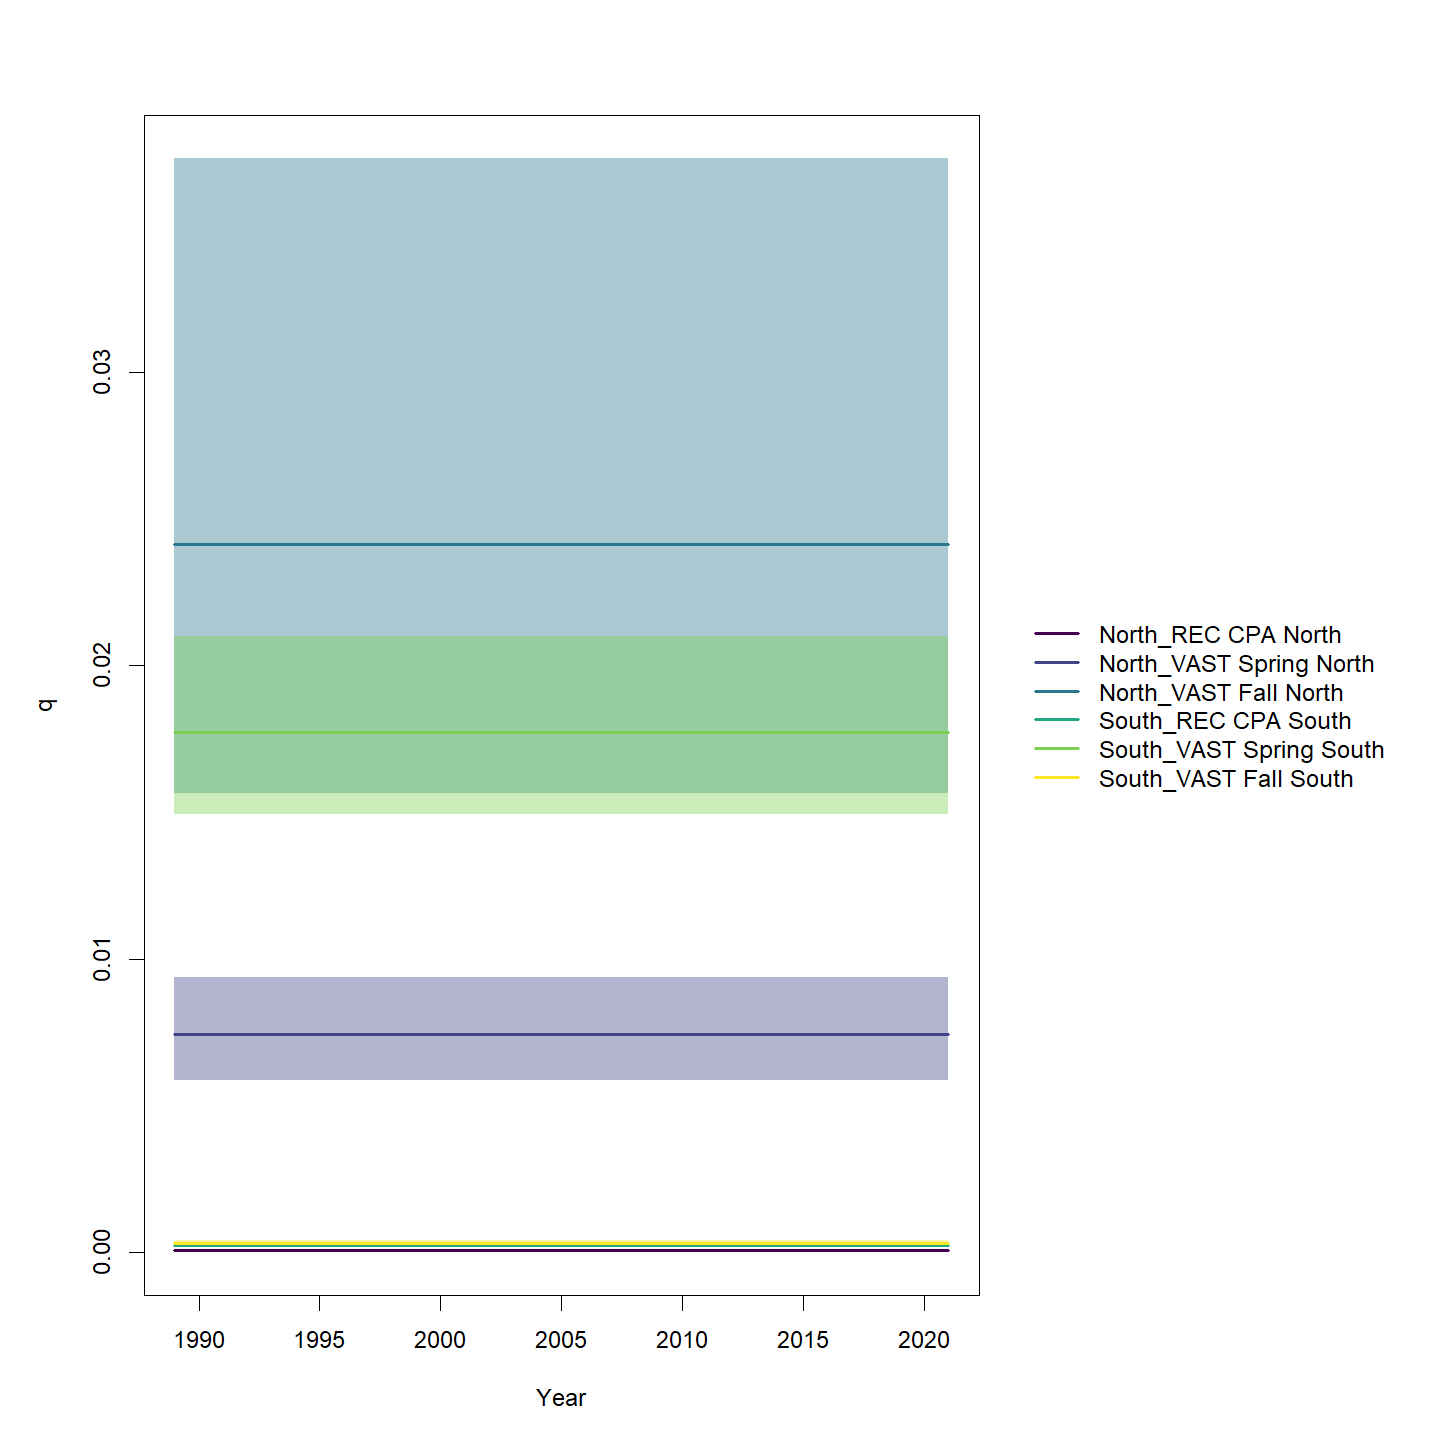 q
0.03
0.02
0.01
0.00
1990 1995 2000 2005 2010 2015 2020
Year
North_REC CPA North
North_VAST Spring North
North_VAST Fall North
South_REC CPA South
South_VAST Spring South
South_VAST Fall South